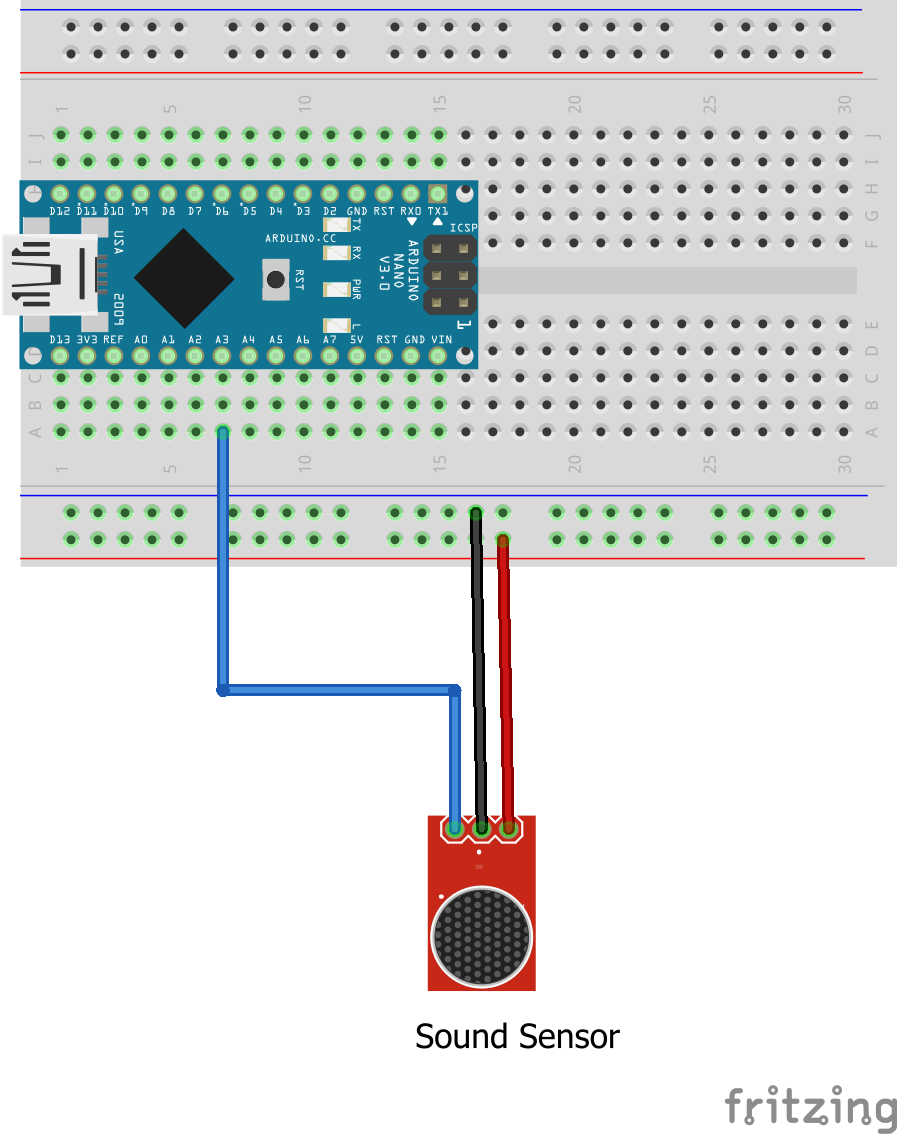 1 5 10 15 20 25 30
J J
I I
H
D12 D11 D10 D9 D8 D7 D6 D5 D4 D3 D2 GND RST RX0 TX1
G
TX
ICSP
USA
ARDUINO.CC
F
RX
RST
ARDUINO
NANO
V3.0
PWR
2009
L
1
E
D13 3V3 REF A0 A1 A2 A3 A4 A5 A6 A7 5V RST GND VIN
D
C C
B B
A A
1 5 10 15 20 25 30
Sound Sensor
fritzing